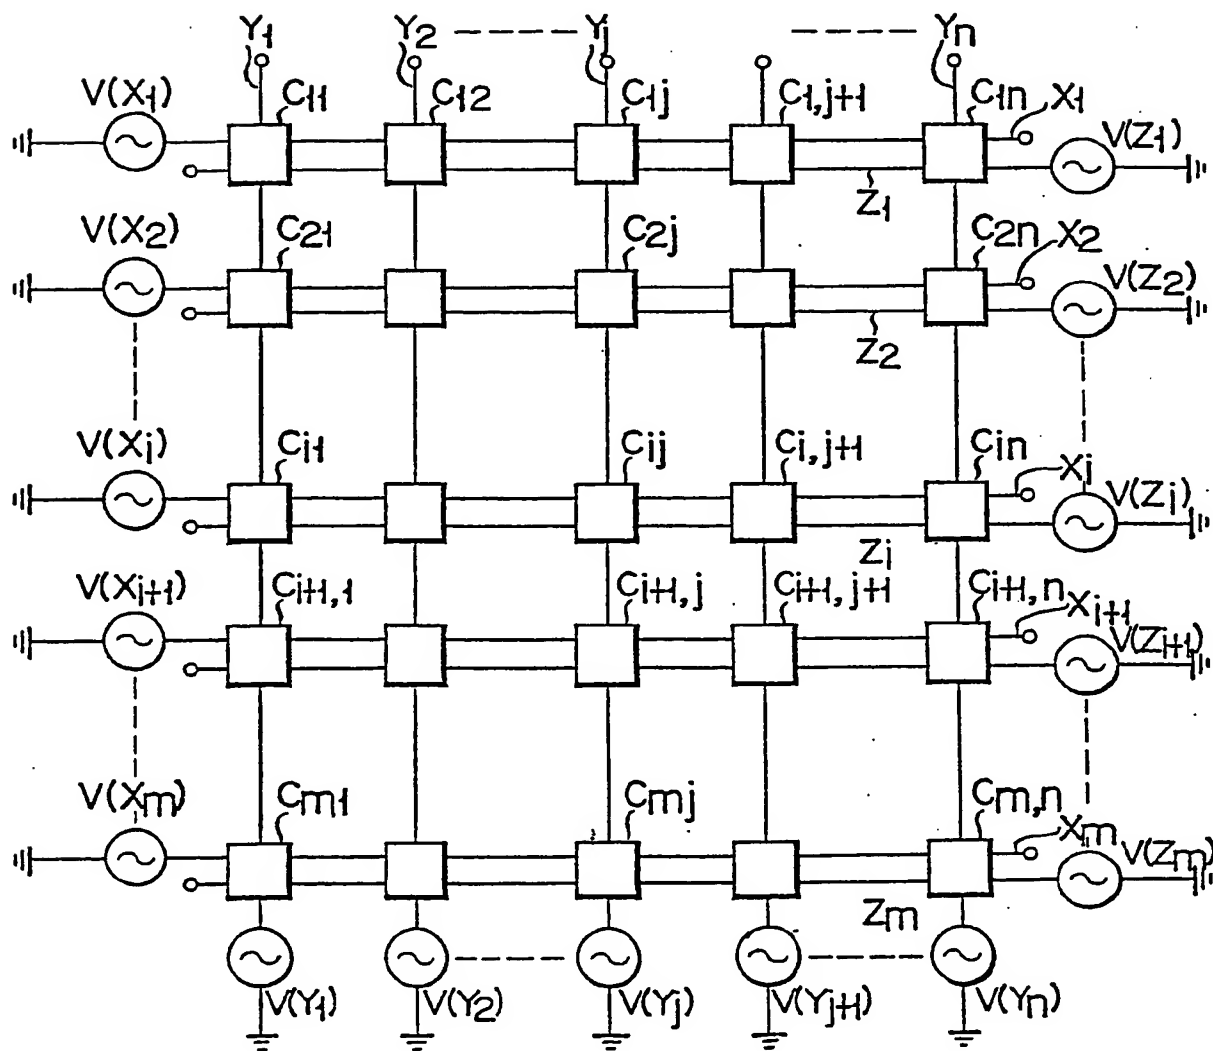 Y1 Y2 Yj Yn
V(X1) C11 C12 C1j C1,j+1 C1n X1 V(Z1)
Z1
V(X2) C21 C2j C2n X2 V(Z2)
Z2
V(Xi) Ci1 Cij Ci,j+1 Cin Xi V(Zi)
Zi
V(Xi+1) Ci+1,1 Ci+1,j Ci+1,j+1 Ci+1,n Xi+1 V(Zi+1)
V(Xm) Cm1 Cmj Cm,n Xm V(Zm)
Zm
V(Y1) V(Y2) V(Yj) V(Yj+1) V(Yn)